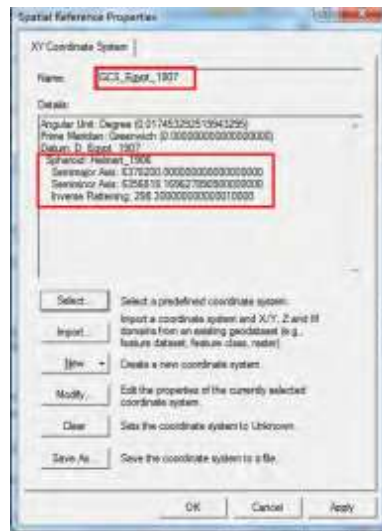 Spatial Reference Properties
XY Coordinate System
Name: GCS_Egypt_1907
Details:
Angular Unit: Degree (0.017453292519943295)
Prime Meridian: Greenwich (0.000000000000000000)
Datum: D_Egypt_1907
Spheroid: Helmert_1906
Semimajor Axis: 6378200.000000000000000000
Semiminor Axis: 6356818.169627890900000000
Inverse Flattening: 298.300000000000010000
Select... Select a predefined coordinate system.
Import... Import a coordinate system and X/Y, Z and M
domains from an existing geodataset (e.g.,
feature dataset, feature class, raster).
New Create a new coordinate system.
Modify... Edit the properties of the currently selected
coordinate system.
Clear Sets the coordinate system to Unknown.
Save As... Save the coordinate system to a file.
OK Cancel Apply